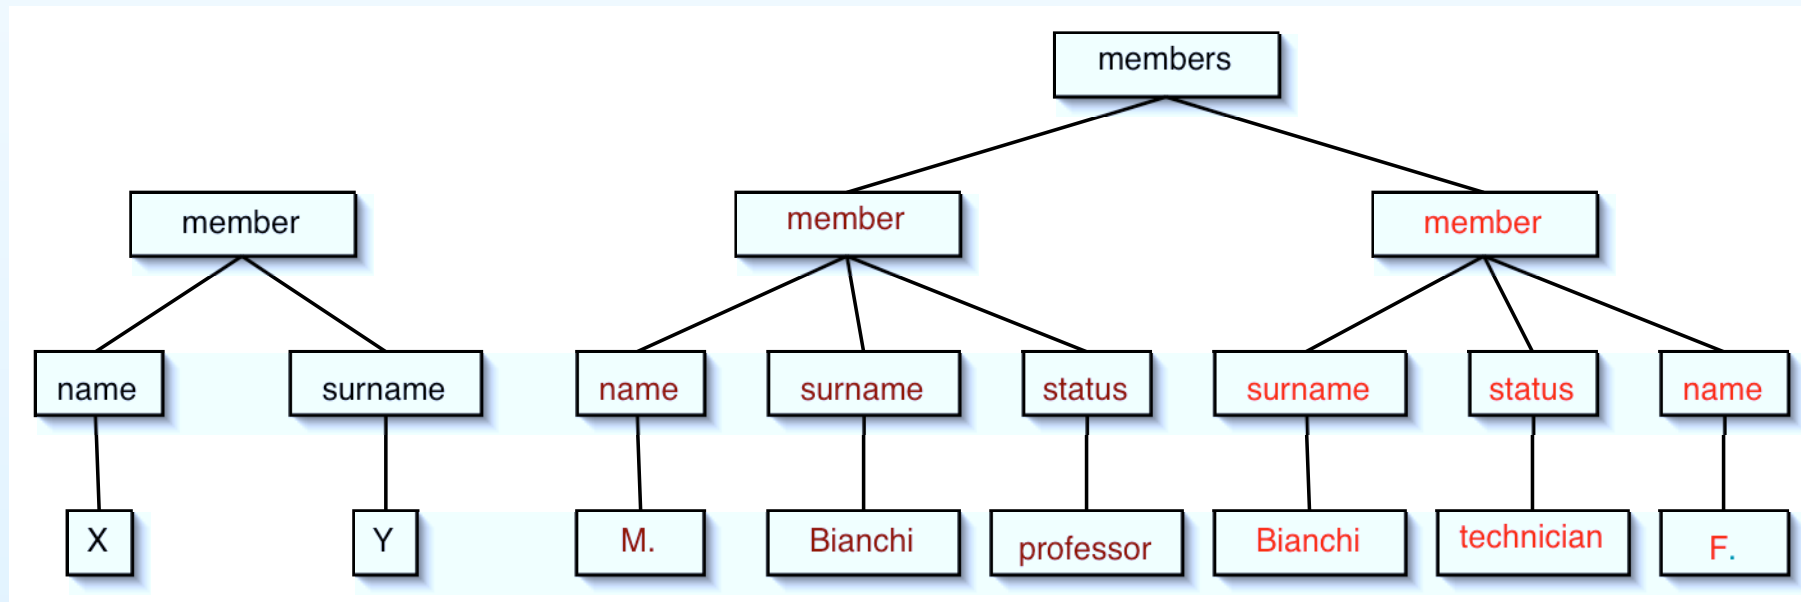 members
member
member
member
name
surname
name
surname
status
surname
status
name
X
Y
M.
Bianchi
professor
Bianchi
technician
F.